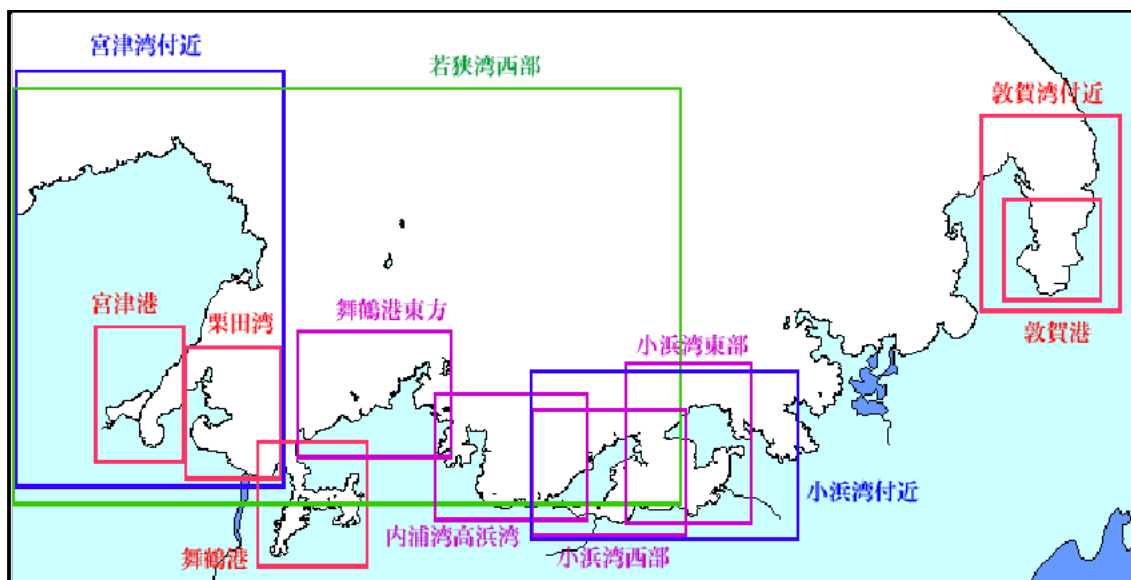 宮津湾付近
若狭湾西部
敦賀湾付近
宮津港
栗田湾
舞鶴港東方
小浜湾東部
敦賀港
小浜湾付近
内浦湾高浜湾
舞鶴港
小浜湾西部